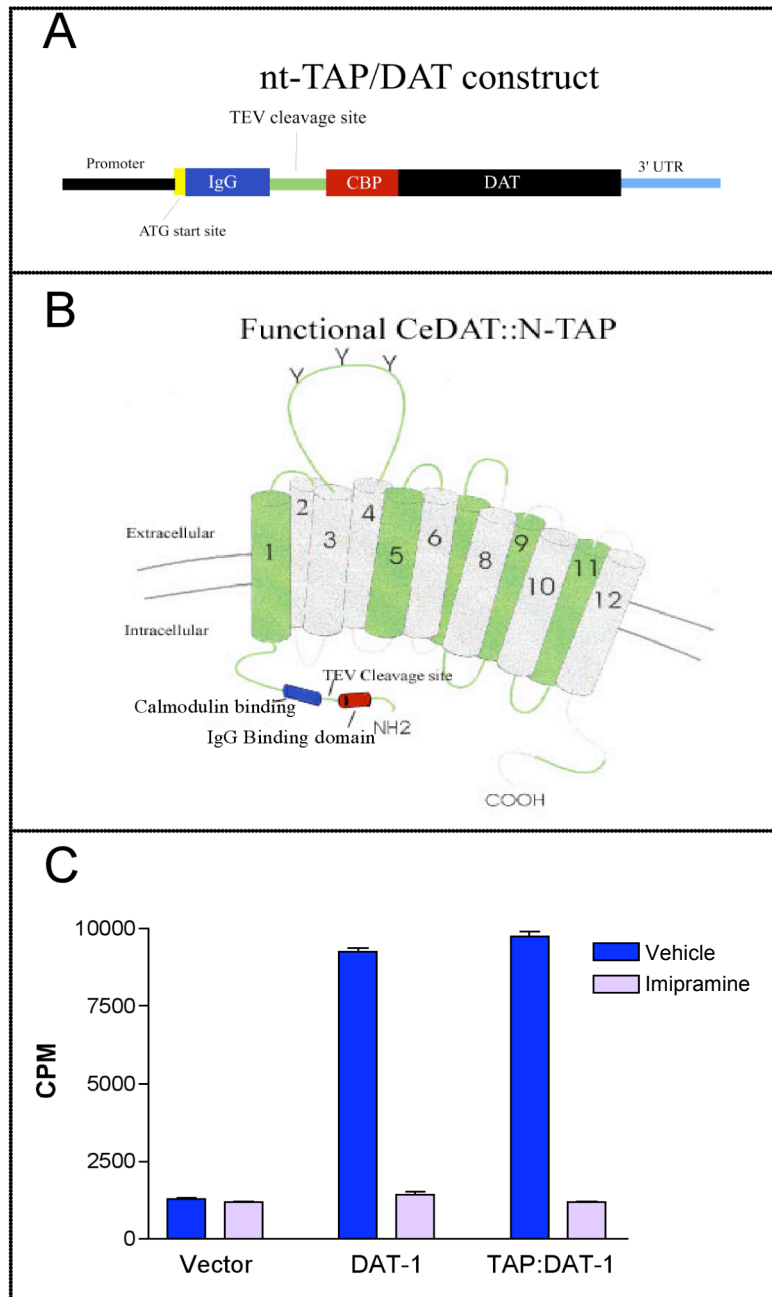 A
nt-TAP/DAT construct
TEV cleavage site
Promoter
IgG
CBP
DAT
3' UTR
ATG start site
B
Functional CeDAT::N-TAP
Y Y Y
Extracellular
Intracellular
1
2
3
4
5
6
8
9
10
11
12
TEV Cleavage site
Calmodulin binding
IgG Binding domain
NH2
COOH
C
CPM
10000
7500
5000
2500
0
Vehicle
Imipramine
Vector DAT-1 TAP:DAT-1